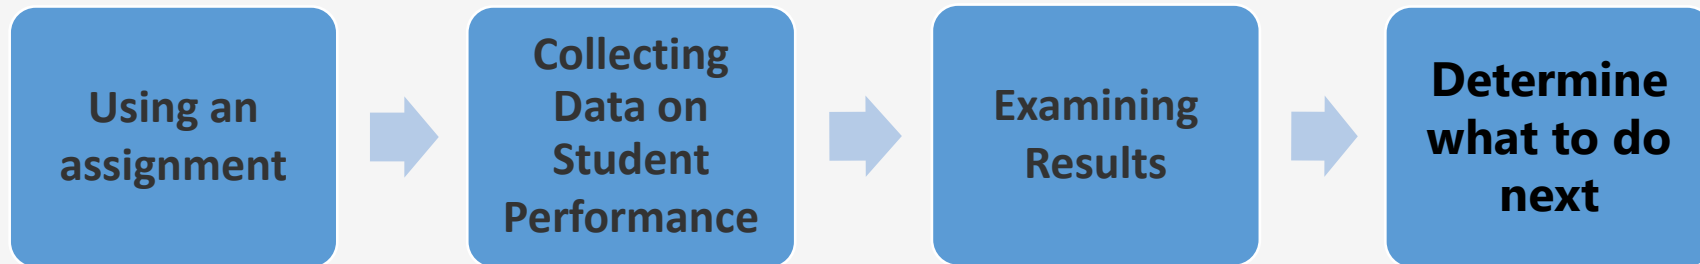 Using an
assignment
Collecting
Data on
Student
Performance
Examining
Results
Determine
what to do
next